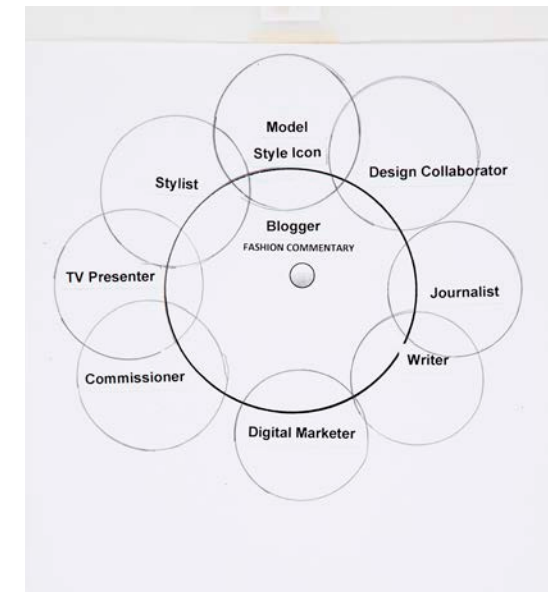 Model
Style Icon
Design Collaborator
Stylist
Blogger
FASHION COMMENTARY
TV Presenter
Journalist
Writer
Commissioner
Digital Marketer